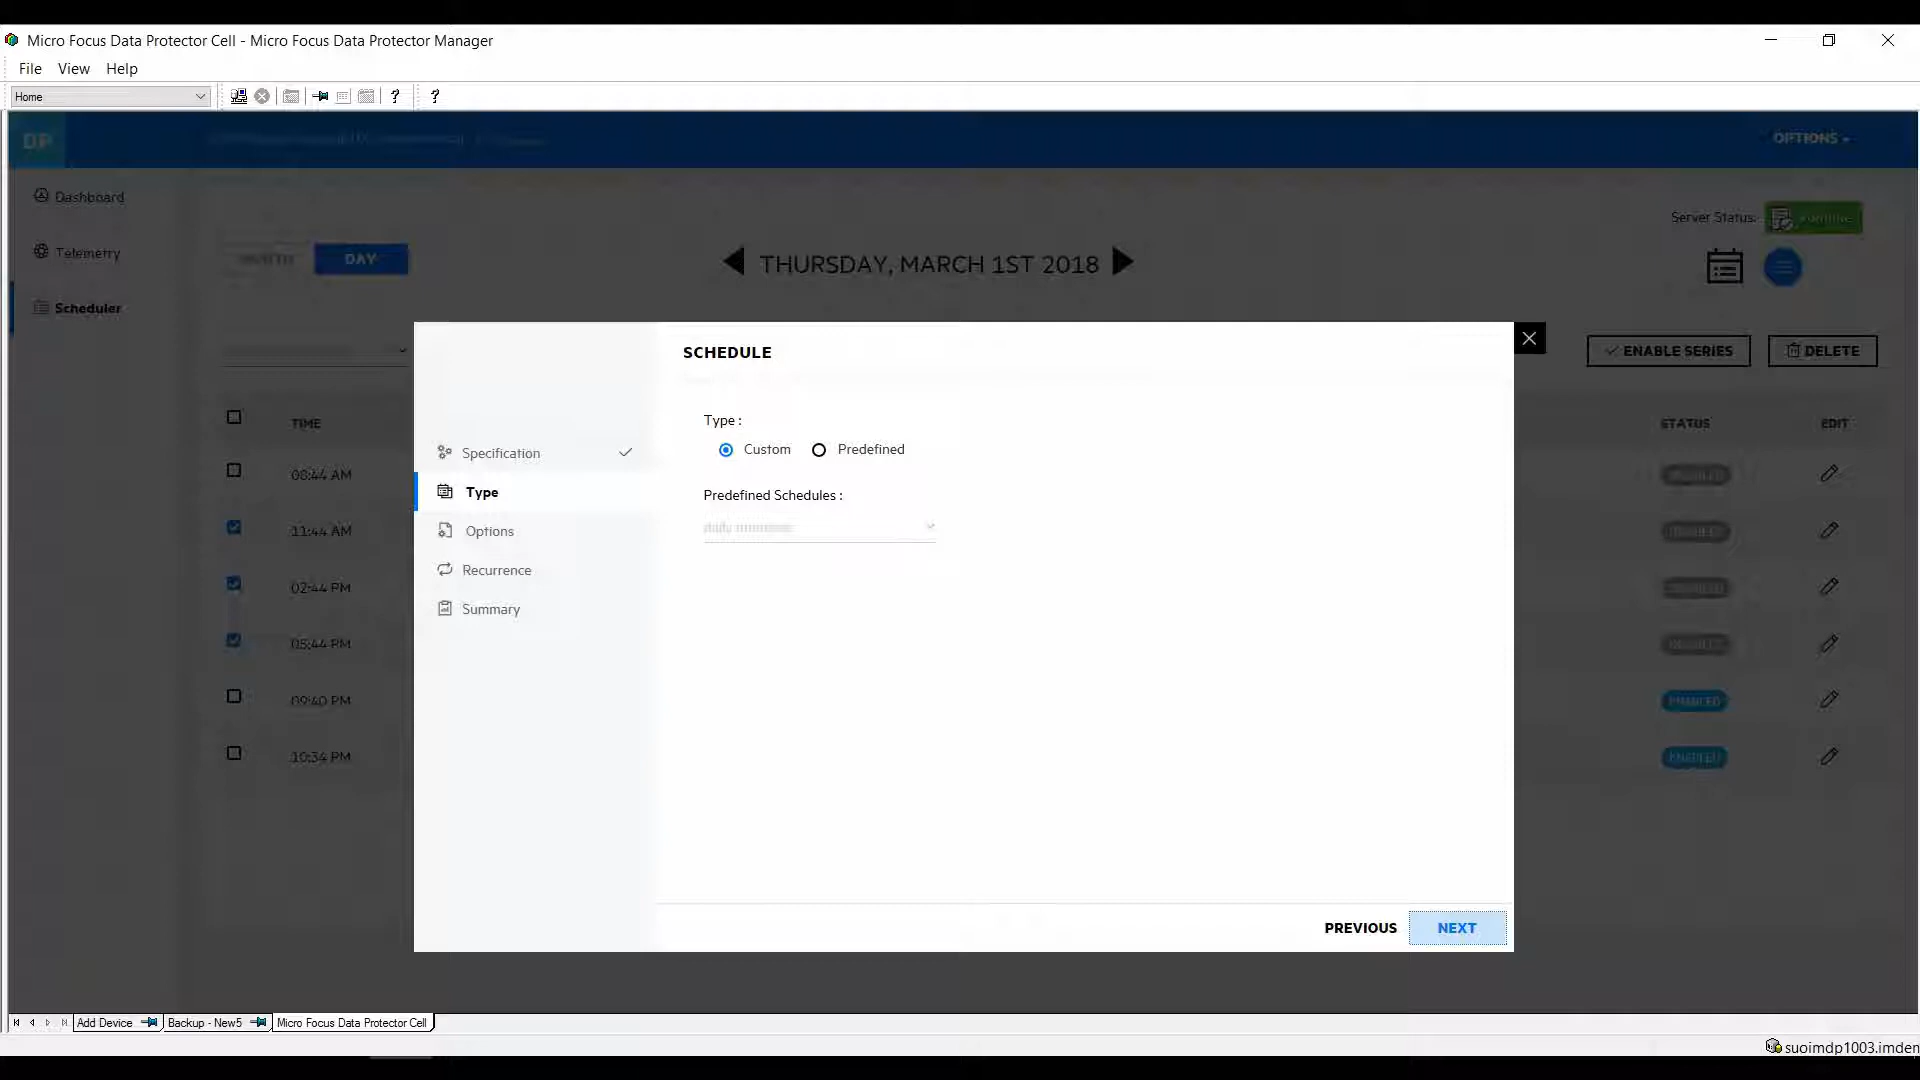 Micro Focus Data Protector Cell - Micro Focus Data Protector Manager
File View Help
Home
? ?
DP
OPTIONS
Dashboard
Telemetry
Scheduler
Server Status:
DAY
THURSDAY, MARCH 1ST 2018
ENABLE SERIES
DELETE
TIME
STATUS
EDIT
08:44 AM
11:44 AM
02:44 PM
05:44 PM
09:40 PM
ENABLED
10:34 PM
ENABLED
SCHEDULE
Specification
Type
Options
Recurrence
Summary
Type :
Custom
Predefined
Predefined Schedules :
PREVIOUS
NEXT
Add Device
Backup - New5
Micro Focus Data Protector Cell
suoimdp1003.imden